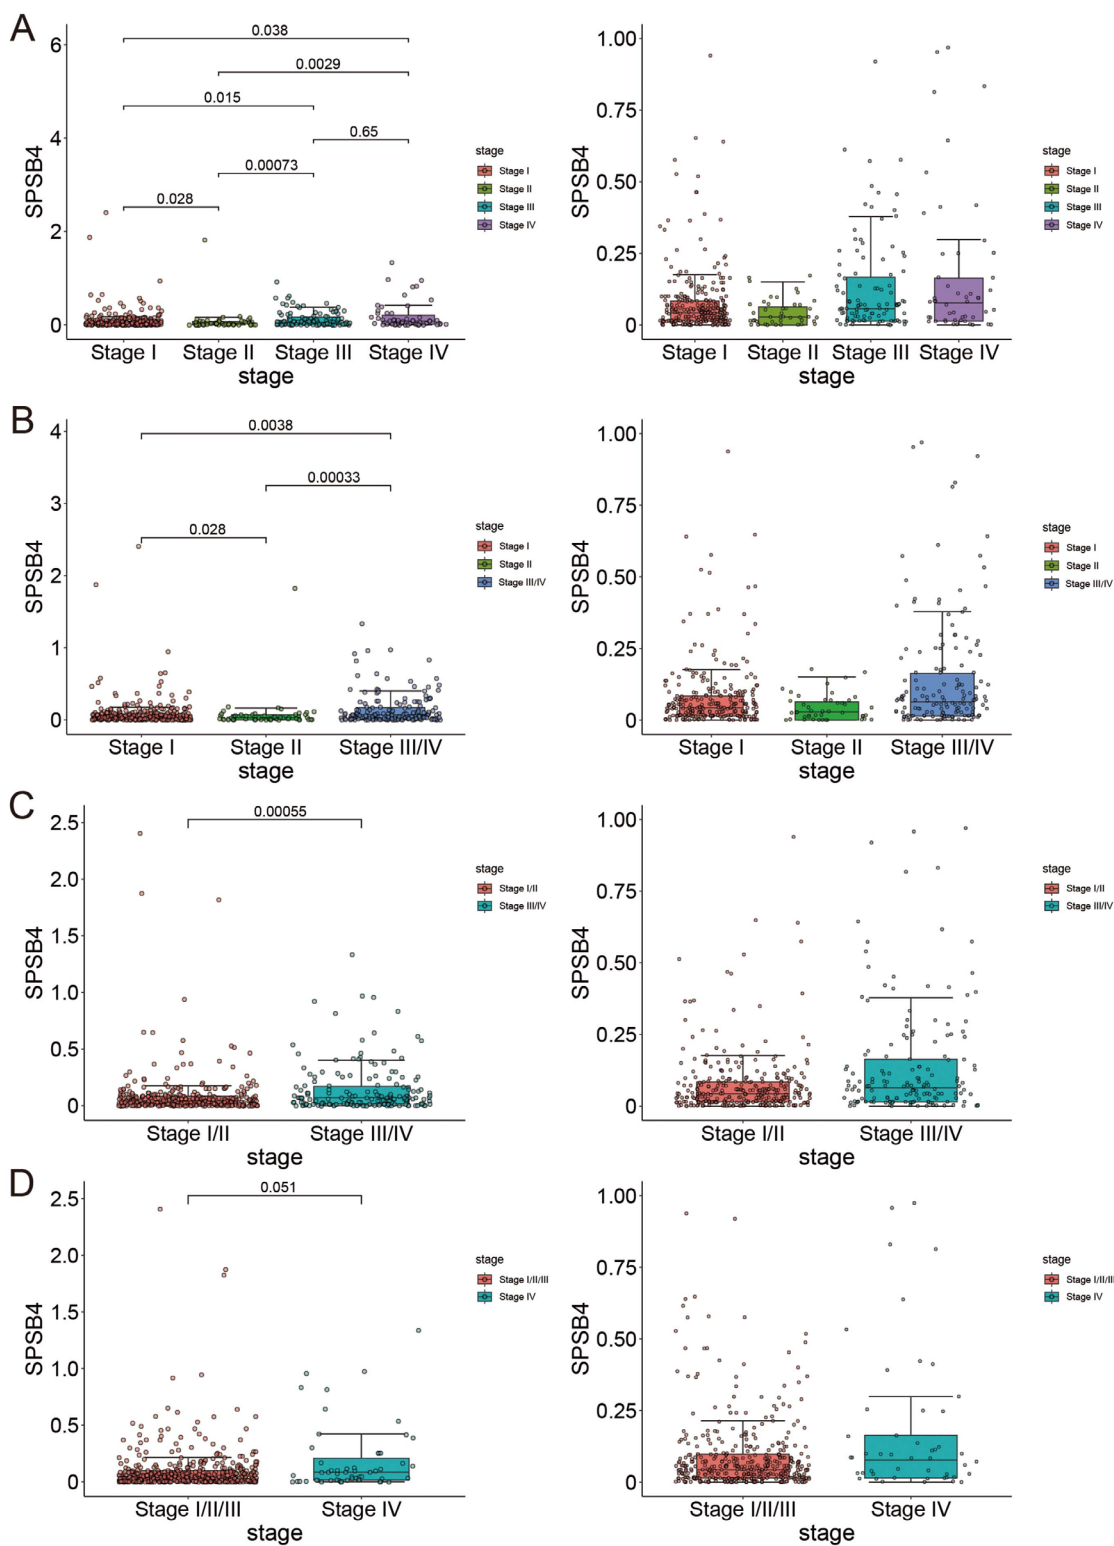 A
0.038
0.0029
0.015
0.65
0.00073
0.028
SPSB4
6
4
2
0
Stage I Stage II Stage III Stage IV
stage
stage
Stage I
Stage II
Stage III
Stage IV
SPSB4
1.00
0.75
0.50
0.25
0
Stage I Stage II Stage III Stage IV
stage
stage
Stage I
Stage II
Stage III
Stage IV
B
0.0038
0.00033
0.028
SPSB4
4
3
2
1
0
Stage I Stage II Stage III/IV
stage
stage
Stage I
Stage II
Stage III/IV
SPSB4
1.00
0.75
0.50
0.25
0
Stage I Stage II Stage III/IV
stage
stage
Stage I
Stage II
Stage III/IV
C
0.00055
SPSB4
2.5
2.0
1.5
1.0
0.5
0
Stage I/II Stage III/IV
stage
stage
Stage I/II
Stage III/IV
SPSB4
1.00
0.75
0.50
0.25
0
Stage I/II Stage III/IV
stage
stage
Stage I/II
Stage III/IV
D
0.051
SPSB4
2.5
2.0
1.5
1.0
0.5
0
Stage I/II/III Stage IV
stage
stage
Stage I/II/III
Stage IV
SPSB4
1.00
0.75
0.50
0.25
0
Stage I/II/III Stage IV
stage
stage
Stage I/II/III
Stage IV